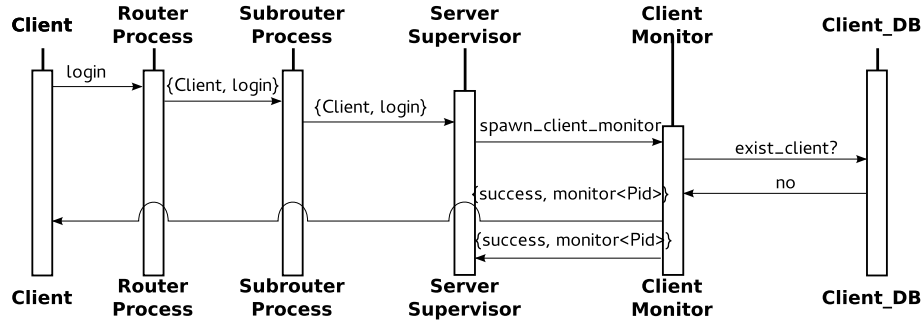 Client
Router
Process
Subrouter
Process
Server
Supervisor
Client
Monitor
Client_DB
login
{Client, login}
{Client, login}
spawn_client_monitor
exist_client?
no
{success, monitor<Pid>}
{success, monitor<Pid>}
Client
Router
Process
Subrouter
Process
Server
Supervisor
Client
Monitor
Client_DB